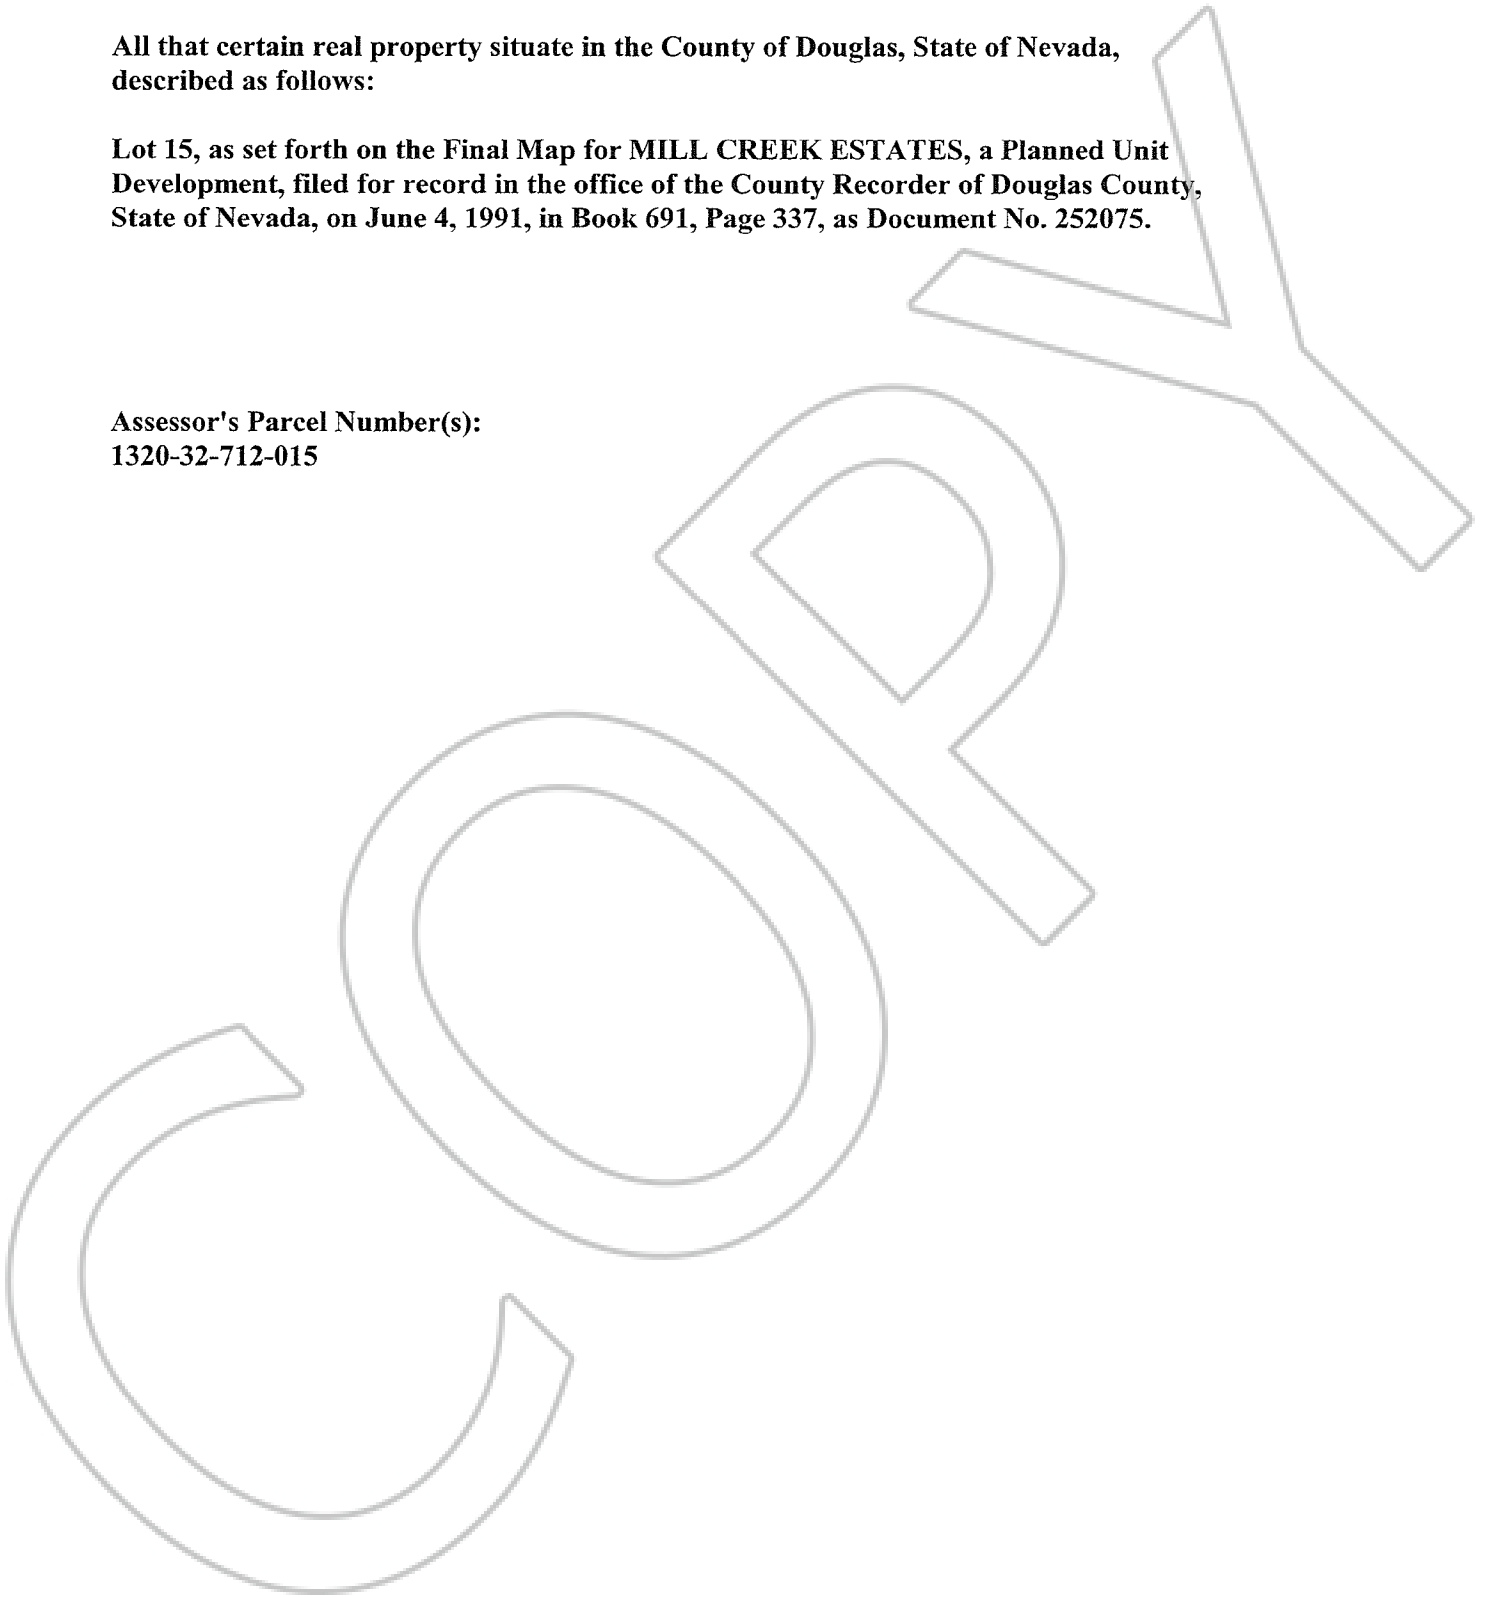 All that certain real property situate in the County of Douglas, State of Nevada,
described as follows:
Lot 15, as set forth on the Final Map for MILL CREEK ESTATES, a Planned Unit
Development, filed for record in the office of the County Recorder of Douglas County,
State of Nevada, on June 4, 1991, in Book 691, Page 337, as Document No. 252075.
Assessor's Parcel Number(s):
1320-32-712-015
COPY